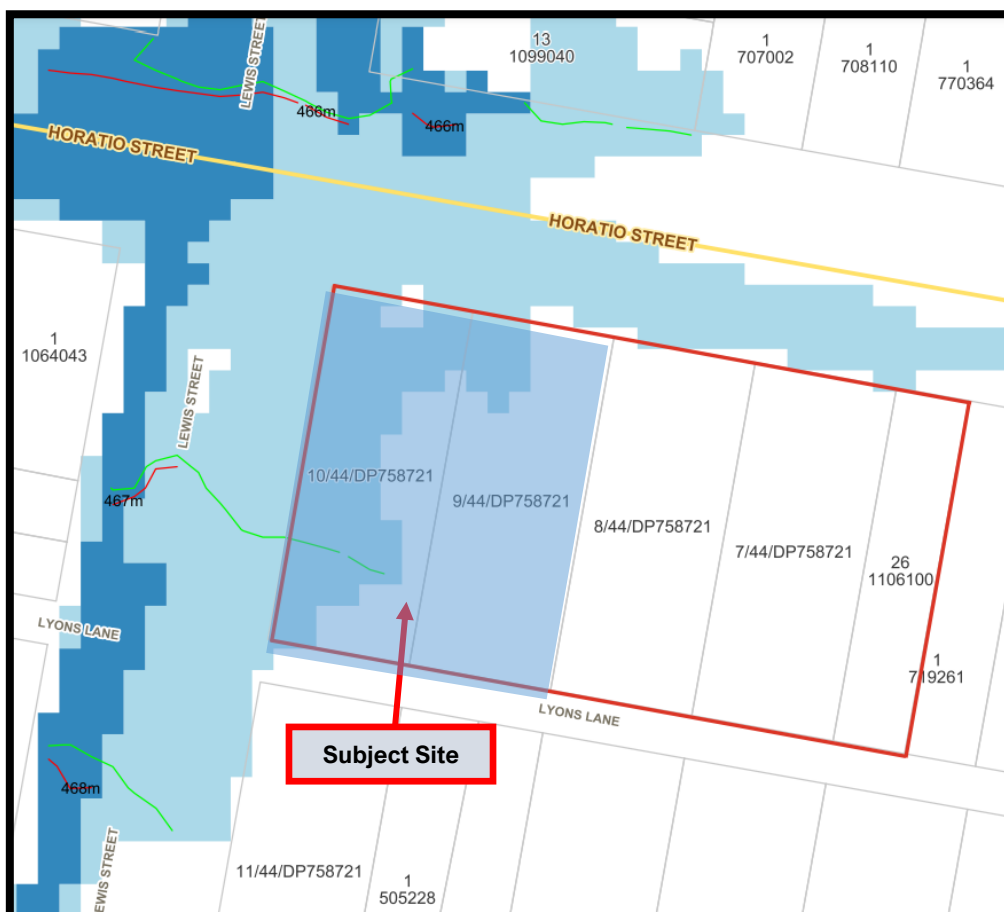 13
1099040
1
707002
1
708110
1
770364
LEWIS STREET
466m
466m
HORATIO STREET
HORATIO STREET
1
1064043
LEWIS STREET
467m
10/44/DP758721
9/44/DP758721
8/44/DP758721
7/44/DP758721
26
1106100
LYONS LANE
1
719261
LYONS LANE
Subject Site
468m
EWIS STREET
11/44/DP758721
1
505228